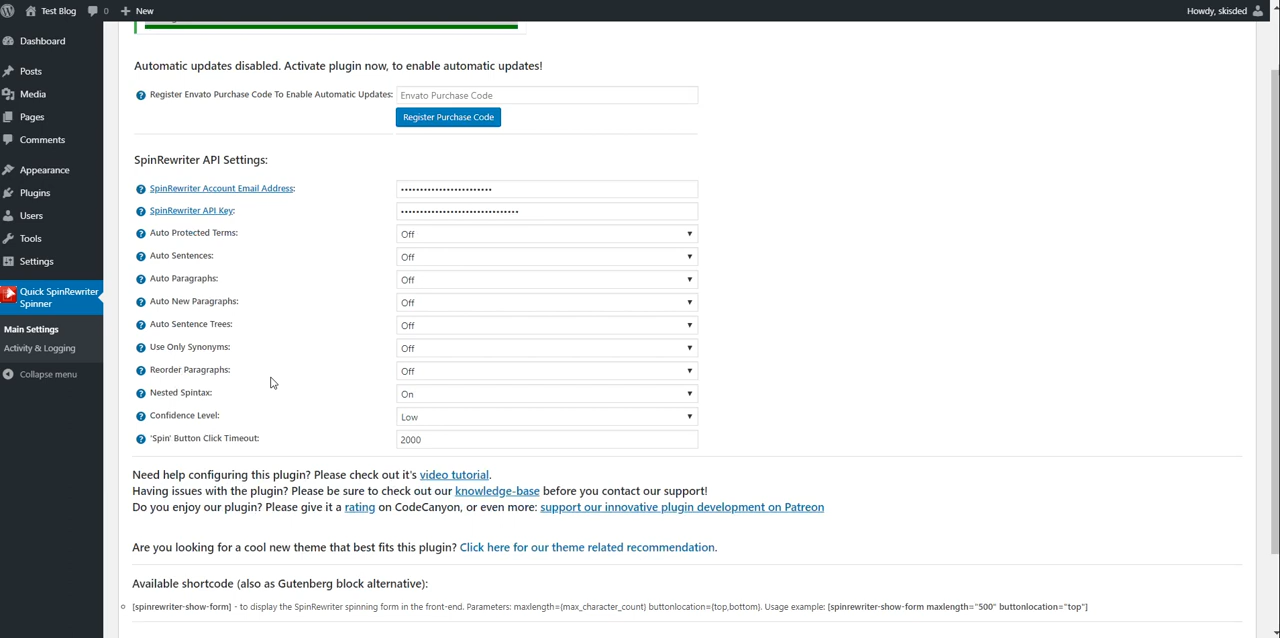 Test Blog 0 New Howdy, skisded
Dashboard
Posts
Media
Pages
Comments
Appearance
Plugins
Users
Tools
Settings
Quick SpinRewriter
Spinner
Main Settings
Activity & Logging
Collapse menu
Automatic updates disabled. Activate plugin now, to enable automatic updates!
Register Envato Purchase Code To Enable Automatic Updates: Envato Purchase Code
Register Purchase Code
SpinRewriter API Settings:
SpinRewriter Account Email Address:
SpinRewriter API Key:
Auto Protected Terms: Off
Auto Sentences: Off
Auto Paragraphs: Off
Auto New Paragraphs: Off
Auto Sentence Trees: Off
Use Only Synonyms: Off
Reorder Paragraphs: Off
Nested Spintax: On
Confidence Level: Low
'Spin' Button Click Timeout: 2000
Need help configuring this plugin? Please check out it's video tutorial.
Having issues with the plugin? Please be sure to check out our knowledge-base before you contact our support!
Do you enjoy our plugin? Please give it a rating on CodeCanyon, or even more: support our innovative plugin development on Patreon
Are you looking for a cool new theme that best fits this plugin? Click here for our theme related recommendation.
Available shortcode (also as Gutenberg block alternative):
[spinrewriter-show-form] - to display the SpinRewriter spinning form in the front-end. Parameters: maxlength={max_character_count} buttonlocation={top,bottom}. Usage example: [spinrewriter-show-form maxlength="500" buttonlocation="top"]